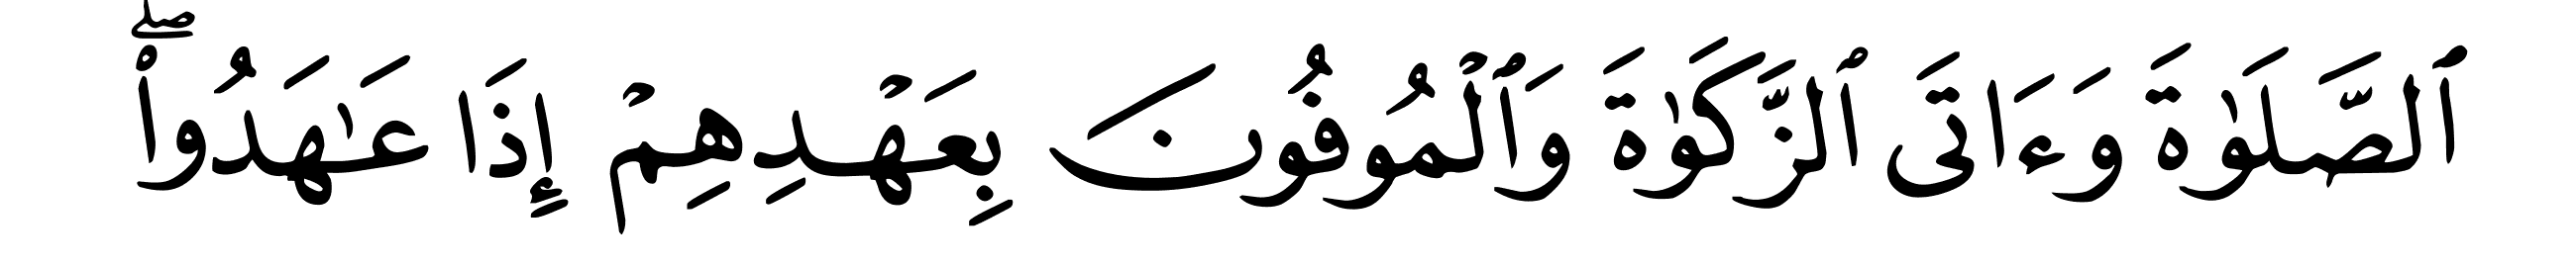 ٱلصَّلَوٰةَ وَءَاتَى ٱلزَّكَوٰةَ وَٱلۡمُوفُونَ بِعَهۡدِهِمۡ إِذَا عَٰهَدُواْۖ